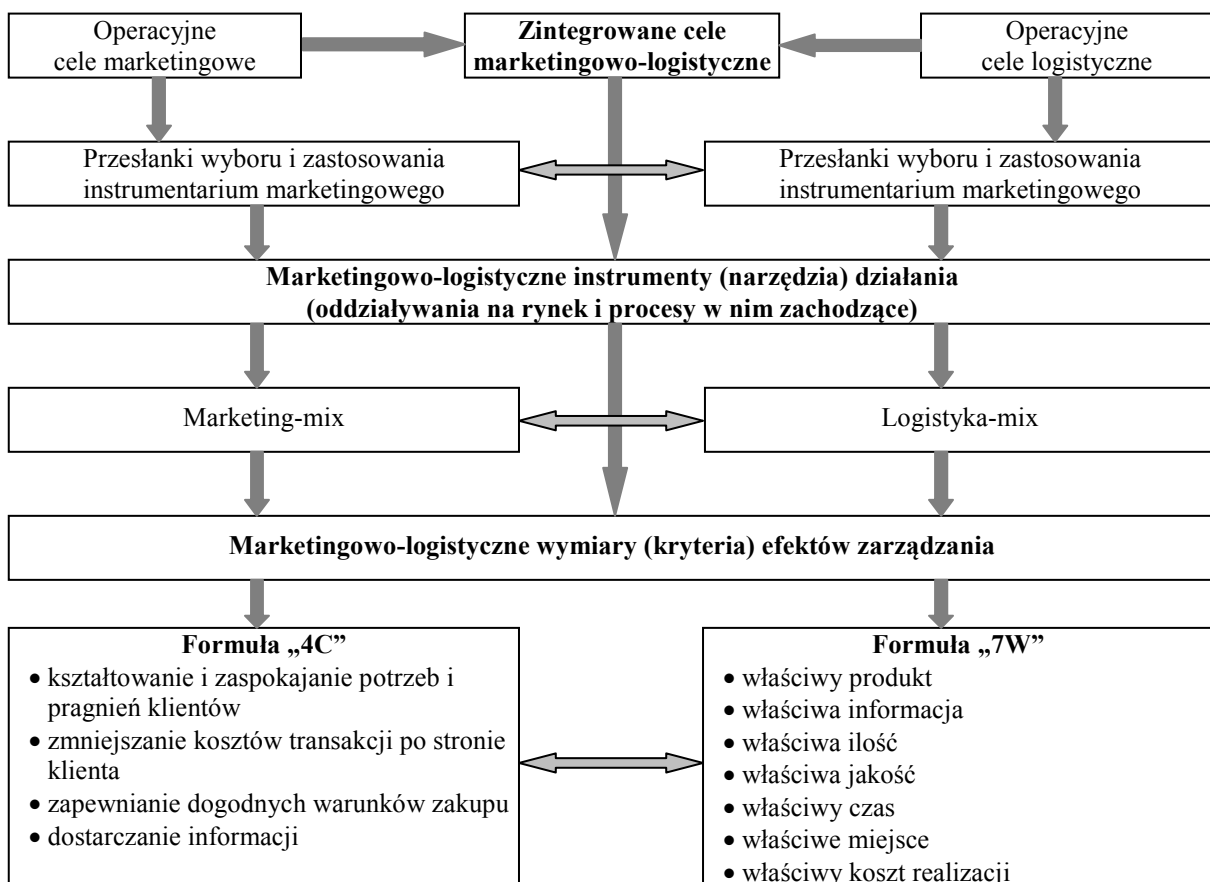 Operacyjne
cele marketingowe
Zintegrowane cele
marketingowo-logistyczne
Operacyjne
cele logistyczne
Przesłanki wyboru i zastosowania
instrumentarium marketingowego
Przesłanki wyboru i zastosowania
instrumentarium marketingowego
Marketingowo-logistyczne instrumenty (narzędzia) działania
(oddziaływania na rynek i procesy w nim zachodzące)
Marketing-mix
Logistyka-mix
Marketingowo-logistyczne wymiary (kryteria) efektów zarządzania
Formuła „4C”
• kształtowanie i zaspokajanie potrzeb i
pragnień klientów
• zmniejszanie kosztów transakcji po stronie
klienta
• zapewnianie dogodnych warunków zakupu
• dostarczanie informacji
Formuła „7W”
• właściwy produkt
• właściwa informacja
• właściwa ilość
• właściwa jakość
• właściwy czas
• właściwe miejsce
• właściwy koszt realizacji